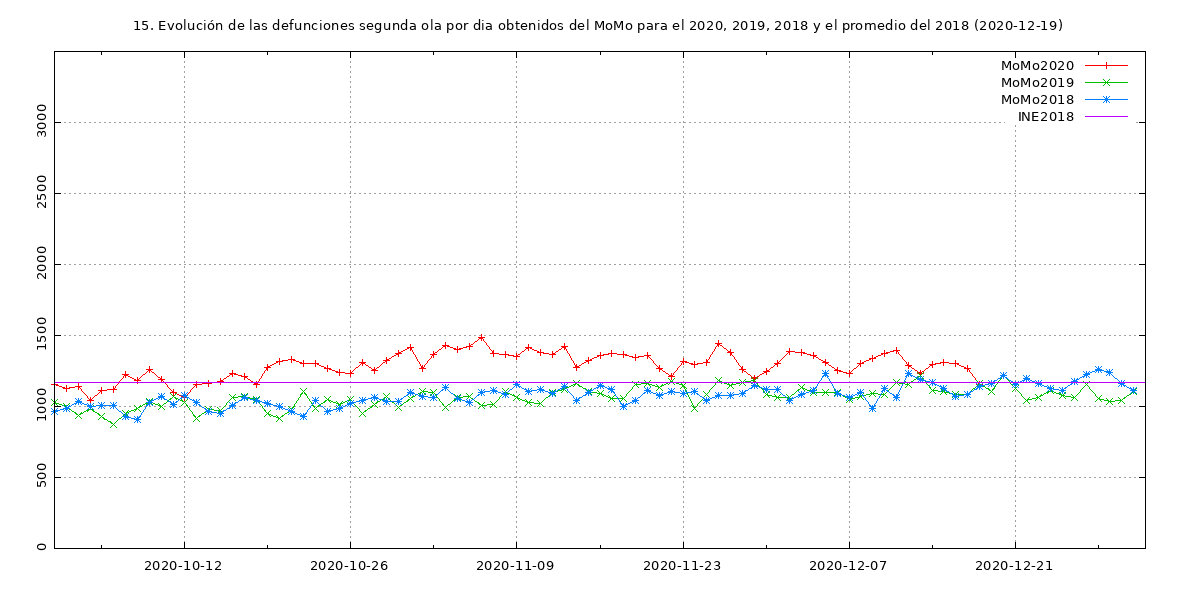 15. Evolución de las defunciones segunda ola por dia obtenidos del MoMo para el 2020, 2019, 2018 y el promedio del 2018 (2020-12-19)
MoMo2020
MoMo2019
MoMo2018
INE2018
3000
2500
2000
1500
1000
500
0
2020-10-12 2020-10-26 2020-11-09 2020-11-23 2020-12-07 2020-12-21